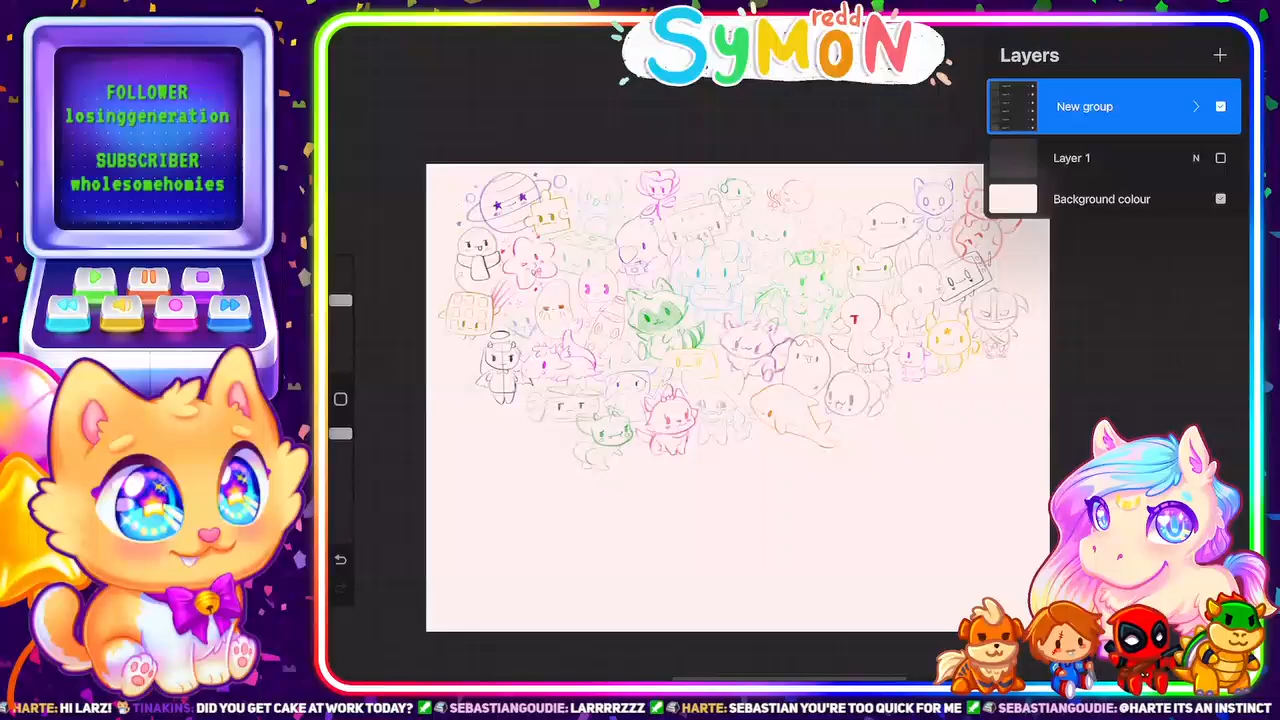 FOLLOWER
losinggeneration
SUBSCRIBER
wholesomehomies
redd
SYMON
Layers
New group
Layer 1 N
Background colour
T
HARTE: HI LARZ! TINAKINS: DID YOU GET CAKE AT WORK TODAY? SEBASTIANGOUDIE: LARRRRZZZ HARTE: SEBASTIAN YOU'RE TOO QUICK FOR ME SEBASTIANGOUDIE: @HARTE ITS AN INSTINCT